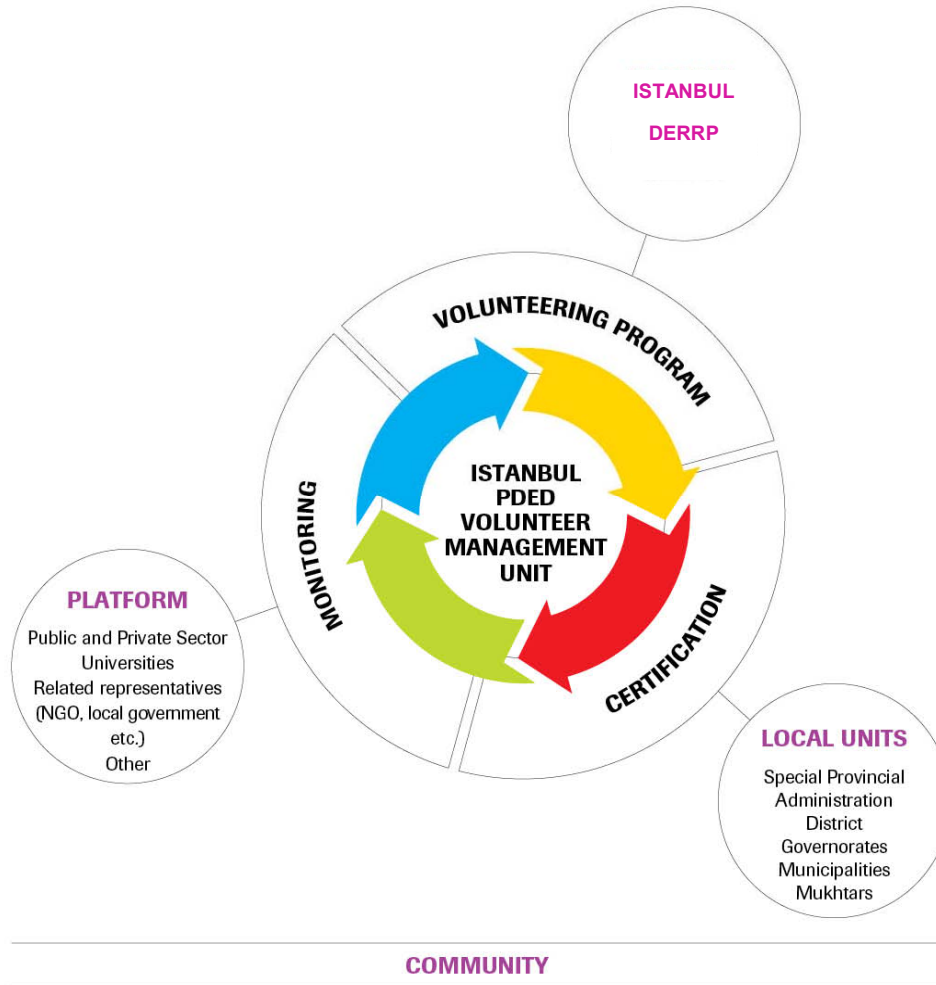 ISTANBUL
DERRP
VOLUNTEERING PROGRAM
ISTANBUL
PDED
VOLUNTEER
MANAGEMENT
UNIT
MONITORING
CERTIFICATION
PLATFORM
Public and Private Sector
Universities
Related representatives
(NGO, local government
etc.)
Other
LOCAL UNITS
Special Provincial
Administration
District
Governorates
Municipalities
Mukhtars
COMMUNITY